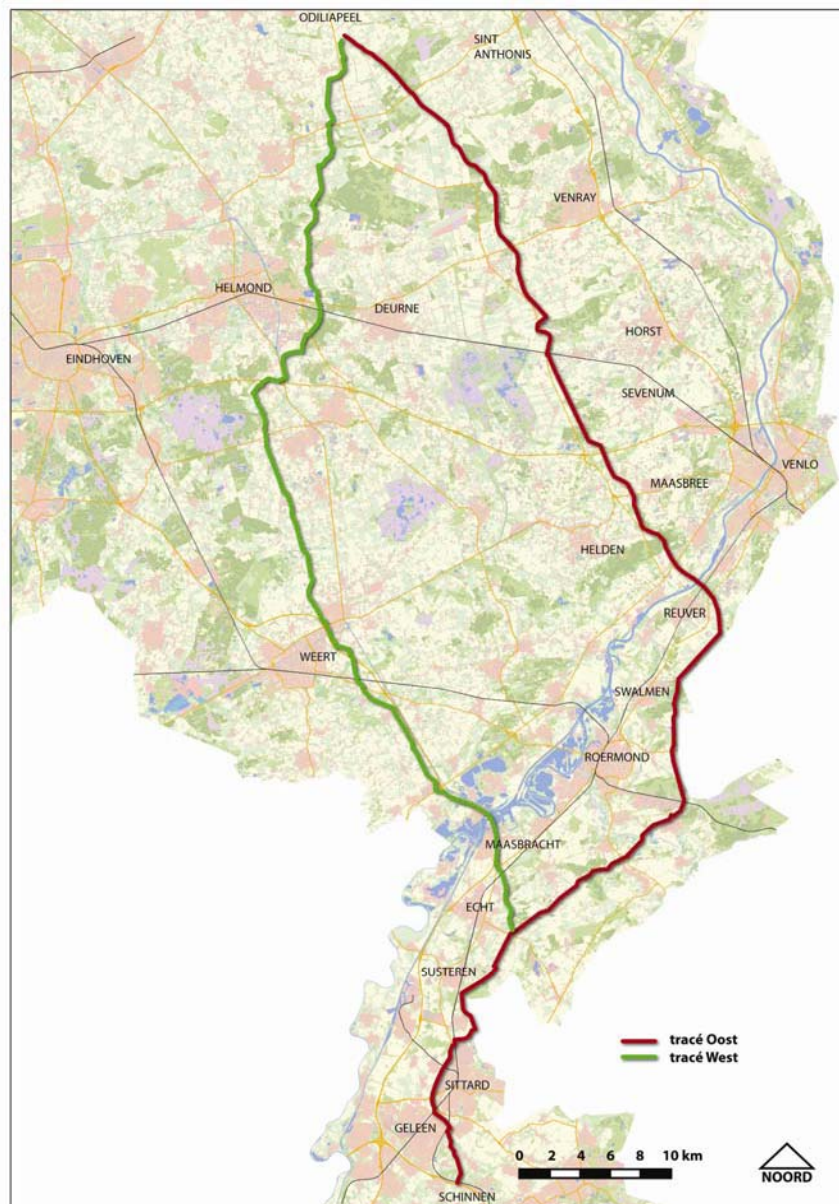 ODILIAPEEL
SINT
ANTHONIS
VENRAY
HELMOND
DEURNE
HORST
EINDHOVEN
SEVENUM
VENLO
MAASBREE
HELDEN
REUVER
WEERT
SWALMEN
ROERMOND
MAASBRACHT
ECHT
SUSTEREN
tracé Oost
tracé West
SITTARD
GELEEN
0 2 4 6 8 10 km
NOORD
SCHINNEN